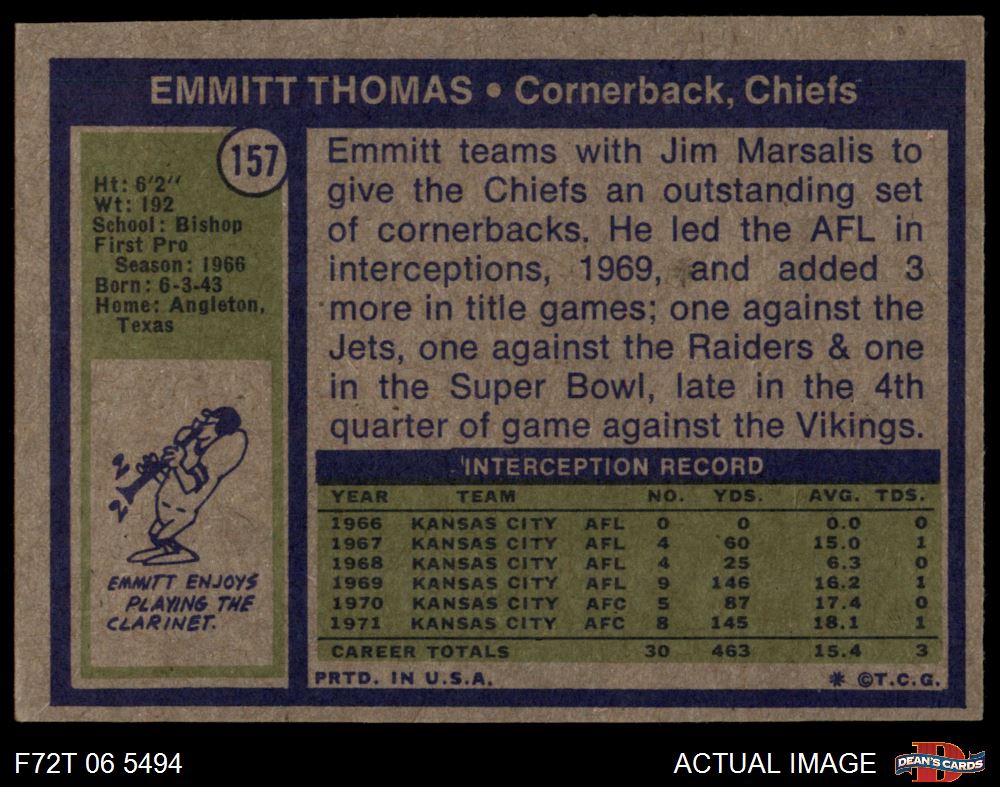 EMMITT THOMAS • Cornerback, Chiefs
157
Ht: 6'2"
Wt: 192
School: Bishop
First Pro
Season: 1966
Born: 6-3-43
Home: Angleton,
Texas
2 2
2 2
EMMITT ENJOYS
PLAYING THE
CLARINET.
Emmitt teams with Jim Marsalis to
give the Chiefs an outstanding set
of cornerbacks. He led the AFL in
interceptions, 1969, and added 3
more in title games; one against the
Jets, one against the Raiders & one
in the Super Bowl, late in the 4th
quarter of game against the Vikings.
INTERCEPTION RECORD
YEAR TEAM NO. YDS. AVG. TDS.
1966 KANSAS CITY AFL 0 0 0.0 0
1967 KANSAS CITY AFL 4 60 15.0 1
1968 KANSAS CITY AFL 4 25 6.3 0
1969 KANSAS CITY AFL 9 146 16.2 1
1970 KANSAS CITY AFC 5 87 17.4 0
1971 KANSAS CITY AFC 8 145 18.1 1
CAREER TOTALS 30 463 15.4 3
PRTD. IN U.S.A. * ©T.C.G.
F72T 06 5494 ACTUAL IMAGE DEAN'S CARDS